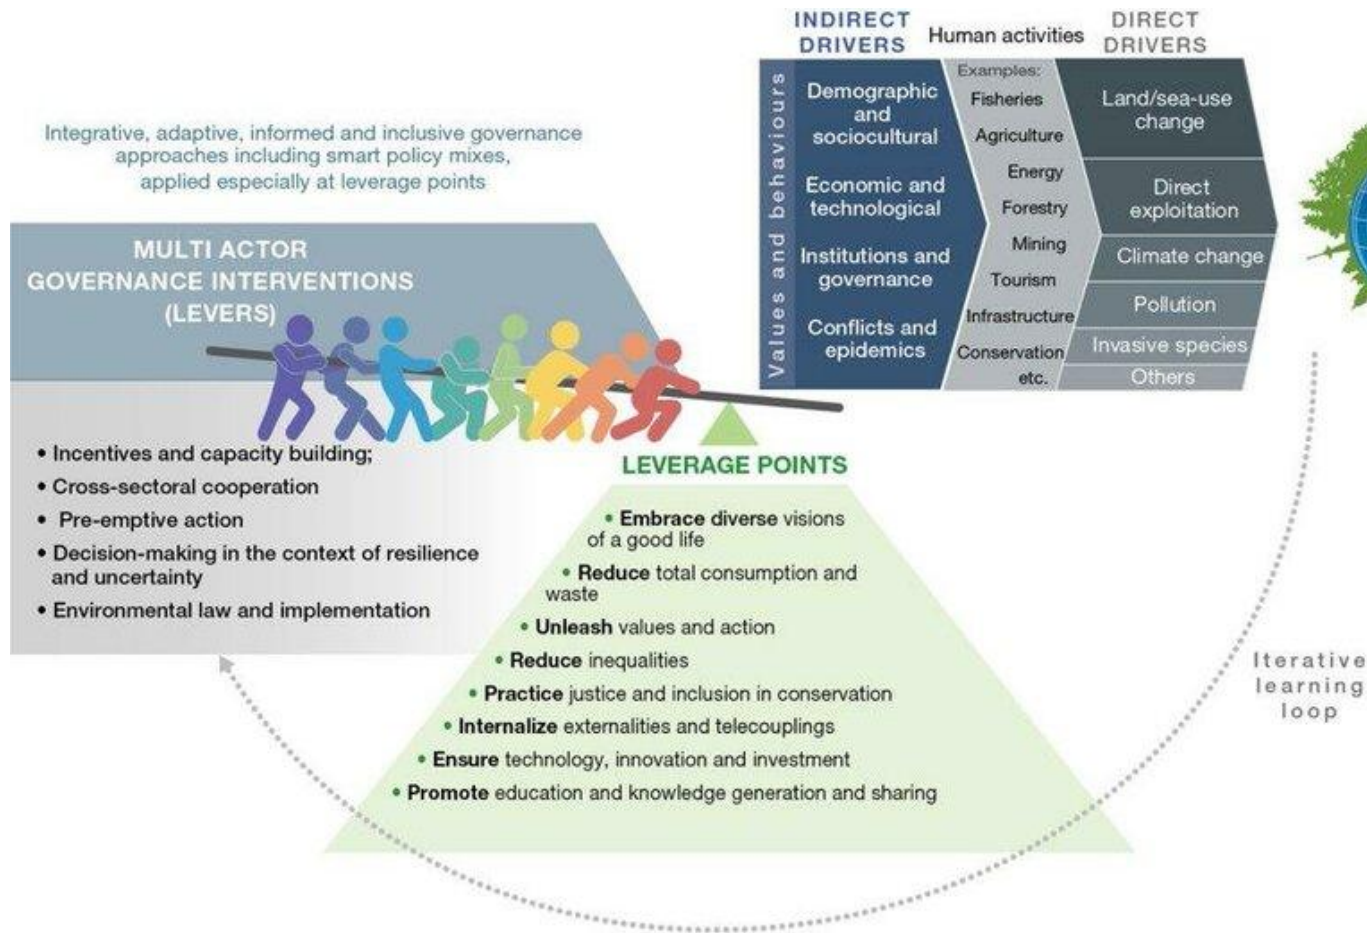 Integrative, adaptive, informed and inclusive governance
approaches including smart policy mixes,
applied especially at leverage points
MULTI ACTOR
GOVERNANCE INTERVENTIONS
(LEVERS)
• Incentives and capacity building;
• Cross-sectoral cooperation
• Pre-emptive action
• Decision-making in the context of resilience
and uncertainty
• Environmental law and implementation
INDIRECT
DRIVERS
Human activities
DIRECT
DRIVERS
Values and behaviours
Demographic
and
sociocultural
Economic and
technological
Institutions and
governance
Conflicts and
epidemics
Examples:
Fisheries
Agriculture
Energy
Forestry
Mining
Tourism
Infrastructure
Conservation
etc.
Land/sea-use
change
Direct
exploitation
Climate change
Pollution
Invasive species
Others
LEVERAGE POINTS
• Embrace diverse visions
of a good life
• Reduce total consumption and
waste
• Unleash values and action
• Reduce inequalities
• Practice justice and inclusion in conservation
• Internalize externalities and telecouplings
• Ensure technology, innovation and investment
• Promote education and knowledge generation and sharing
Iterative
learning
loop